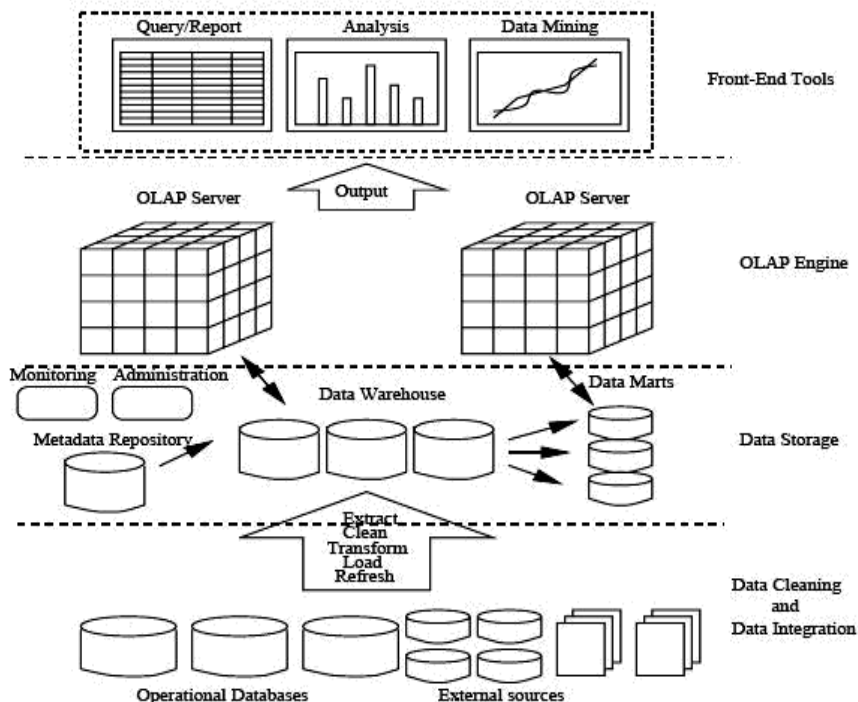 Query/Report
Analysis
Data Mining
Front-End Tools
Output
OLAP Server
OLAP Server
OLAP Engine
Monitoring
Administration
Data Warehouse
Data Marts
Metadata Repository
Data Storage
Extract
Clean
Transform
Load
Refresh
Data Cleaning
and
Data Integration
Operational Databases
External sources